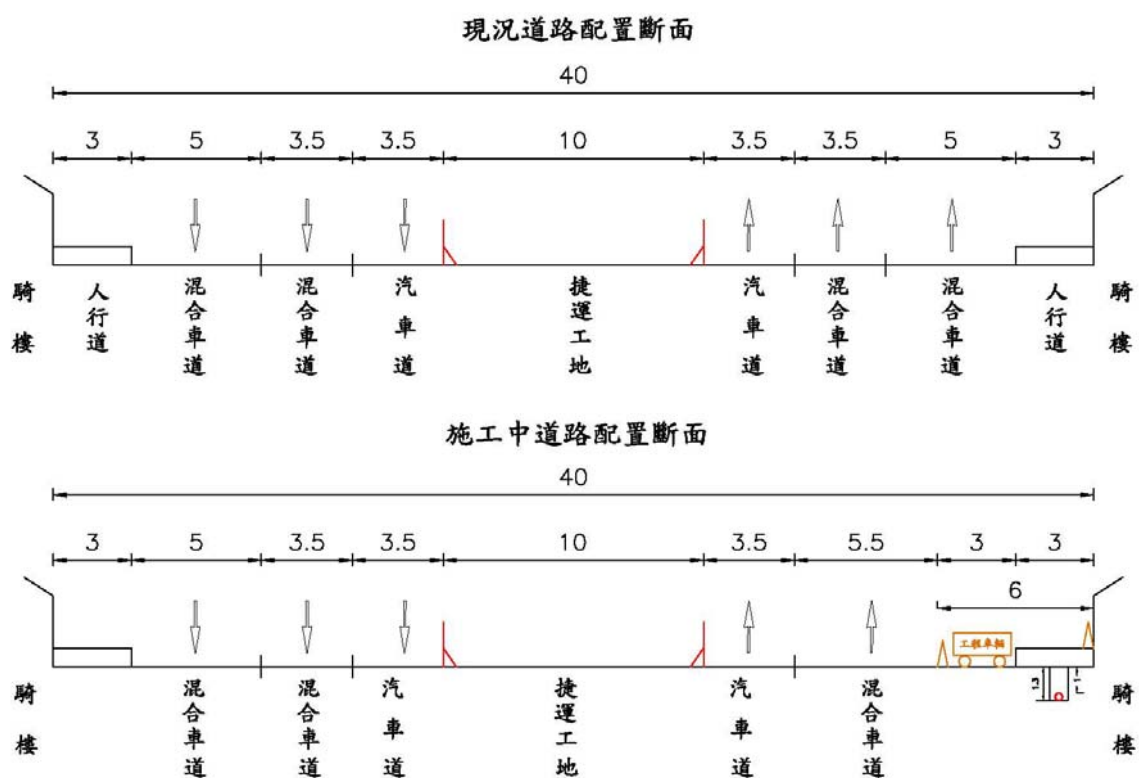 現況道路配置斷面
40
3 5 3.5 3.5 10 3.5 3.5 5 3
騎樓 人行道 混合車道 混合車道 汽車道 捷運工地 汽車道 混合車道 混合車道 人行道 騎樓
施工中道路配置斷面
40
3 5 3.5 3.5 10 3.5 5.5 3 3
6
工程車輛
1.3
騎樓 混合車道 混合車道 汽車道 捷運工地 汽車道 混合車道 騎樓